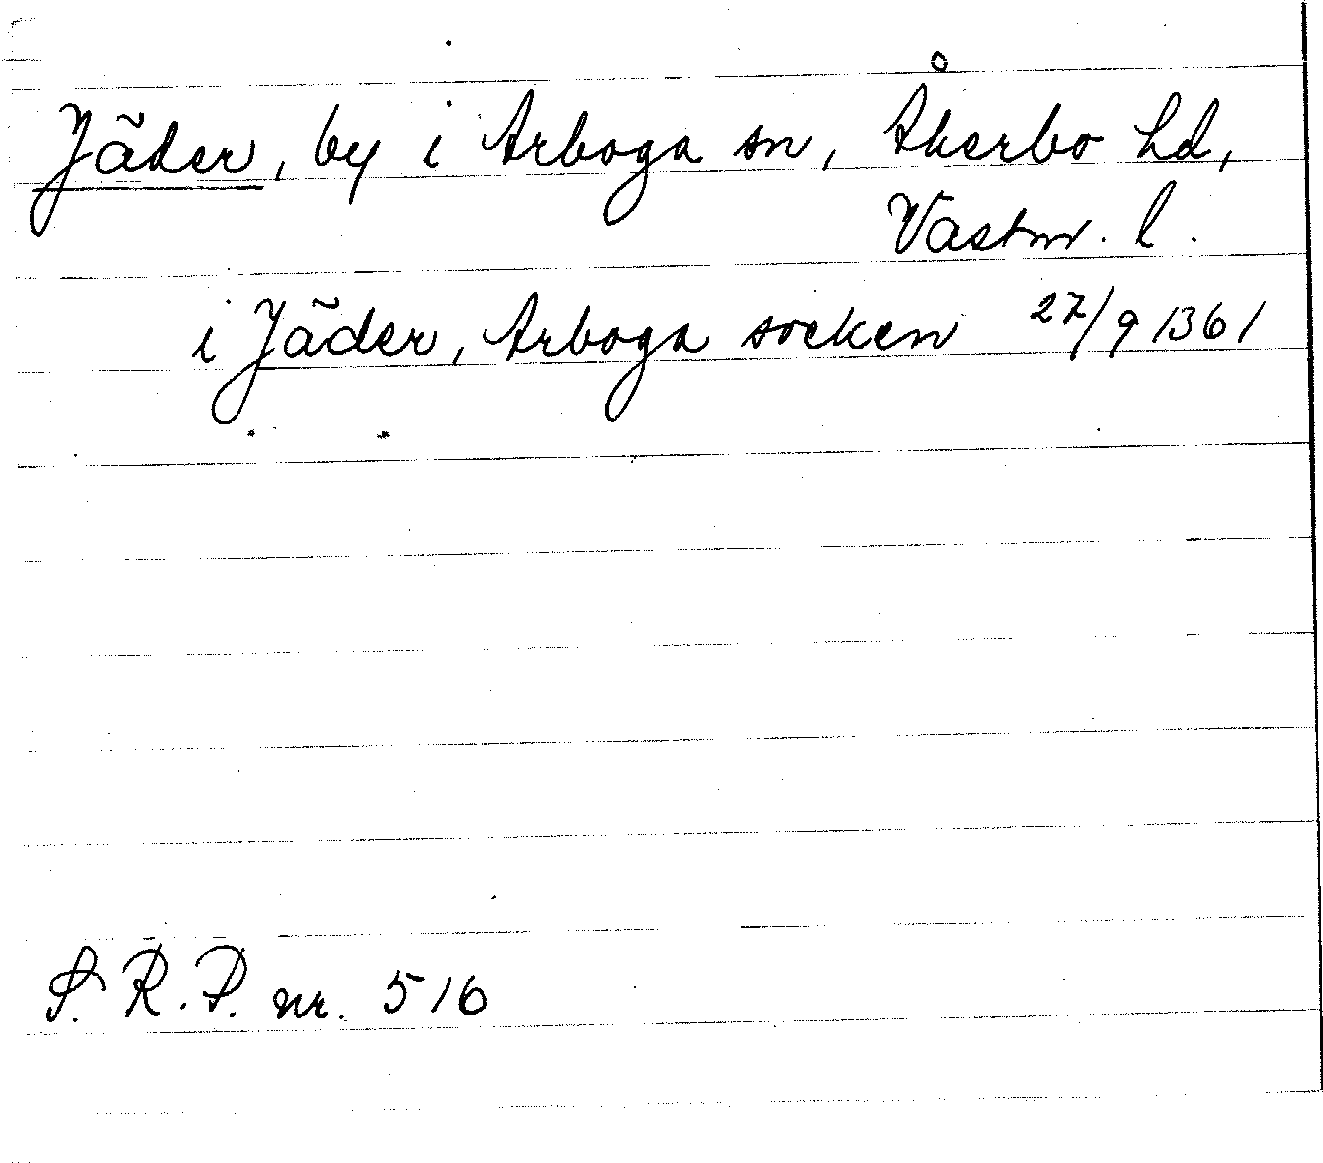 Jäder, by i Arboga sn, Åkerbo hd,
Västm. l.
i Jäder, Arboga socken 27/9 1361
S.R.P. nr. 516